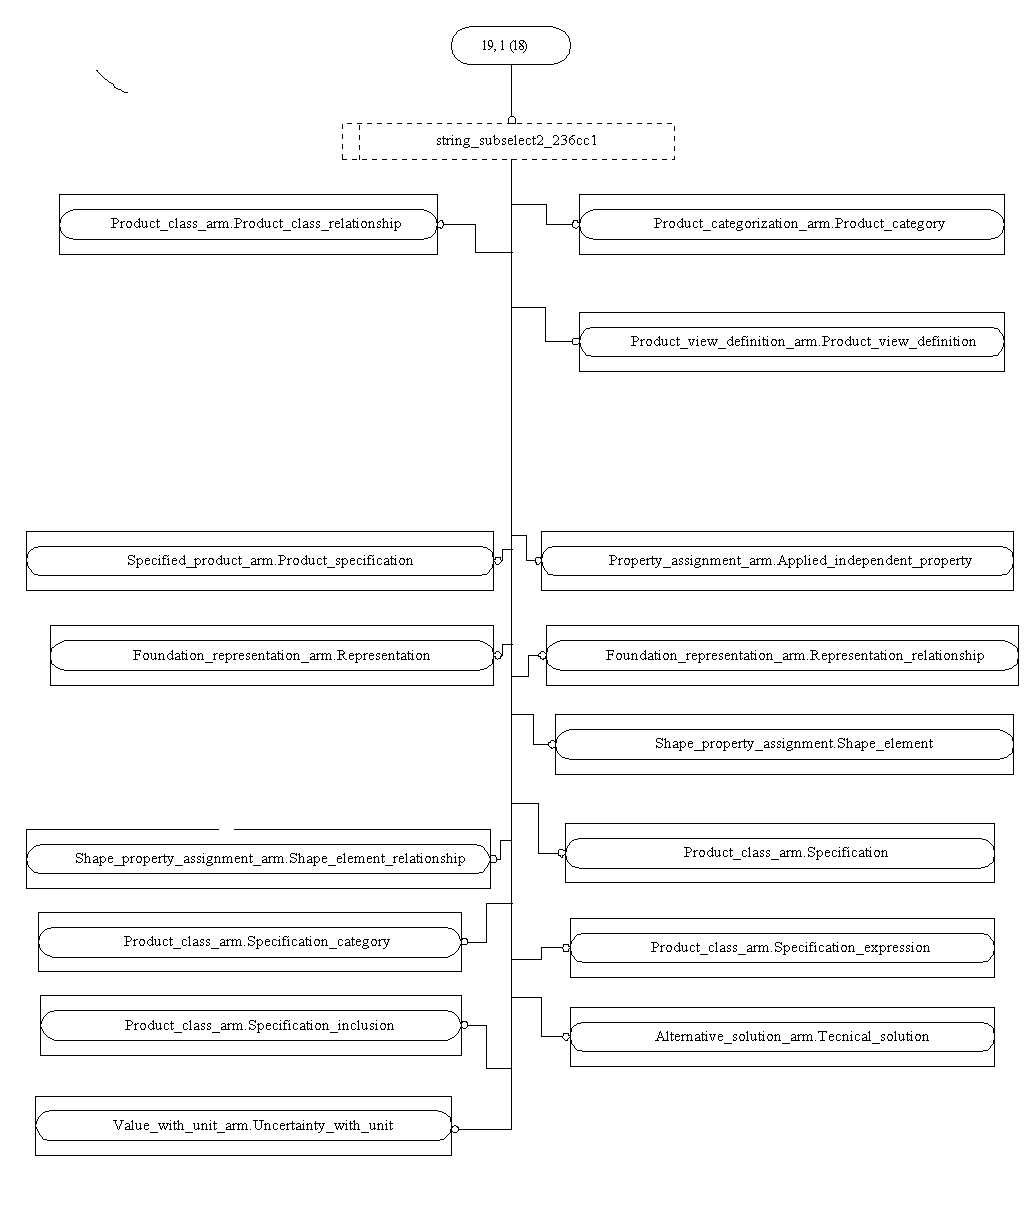 19, 1 (18)
string_subselect2_236cc1
Product_class_arm.Product_class_relationship
Product_categorization_arm.Product_category
Product_view_definition_arm.Product_view_definition
Specified_product_arm.Product_specification
Property_assignment_arm.Applied_independent_property
Foundation_representation_arm.Representation
Foundation_representation_arm.Representation_relationship
Shape_property_assignment.Shape_element
Shape_property_assignment_arm.Shape_element_relationship
Product_class_arm.Specification
Product_class_arm.Specification_category
Product_class_arm.Specification_expression
Product_class_arm.Specification_inclusion
Alternative_solution_arm.Tecnical_solution
Value_with_unit_arm.Uncertainty_with_unit